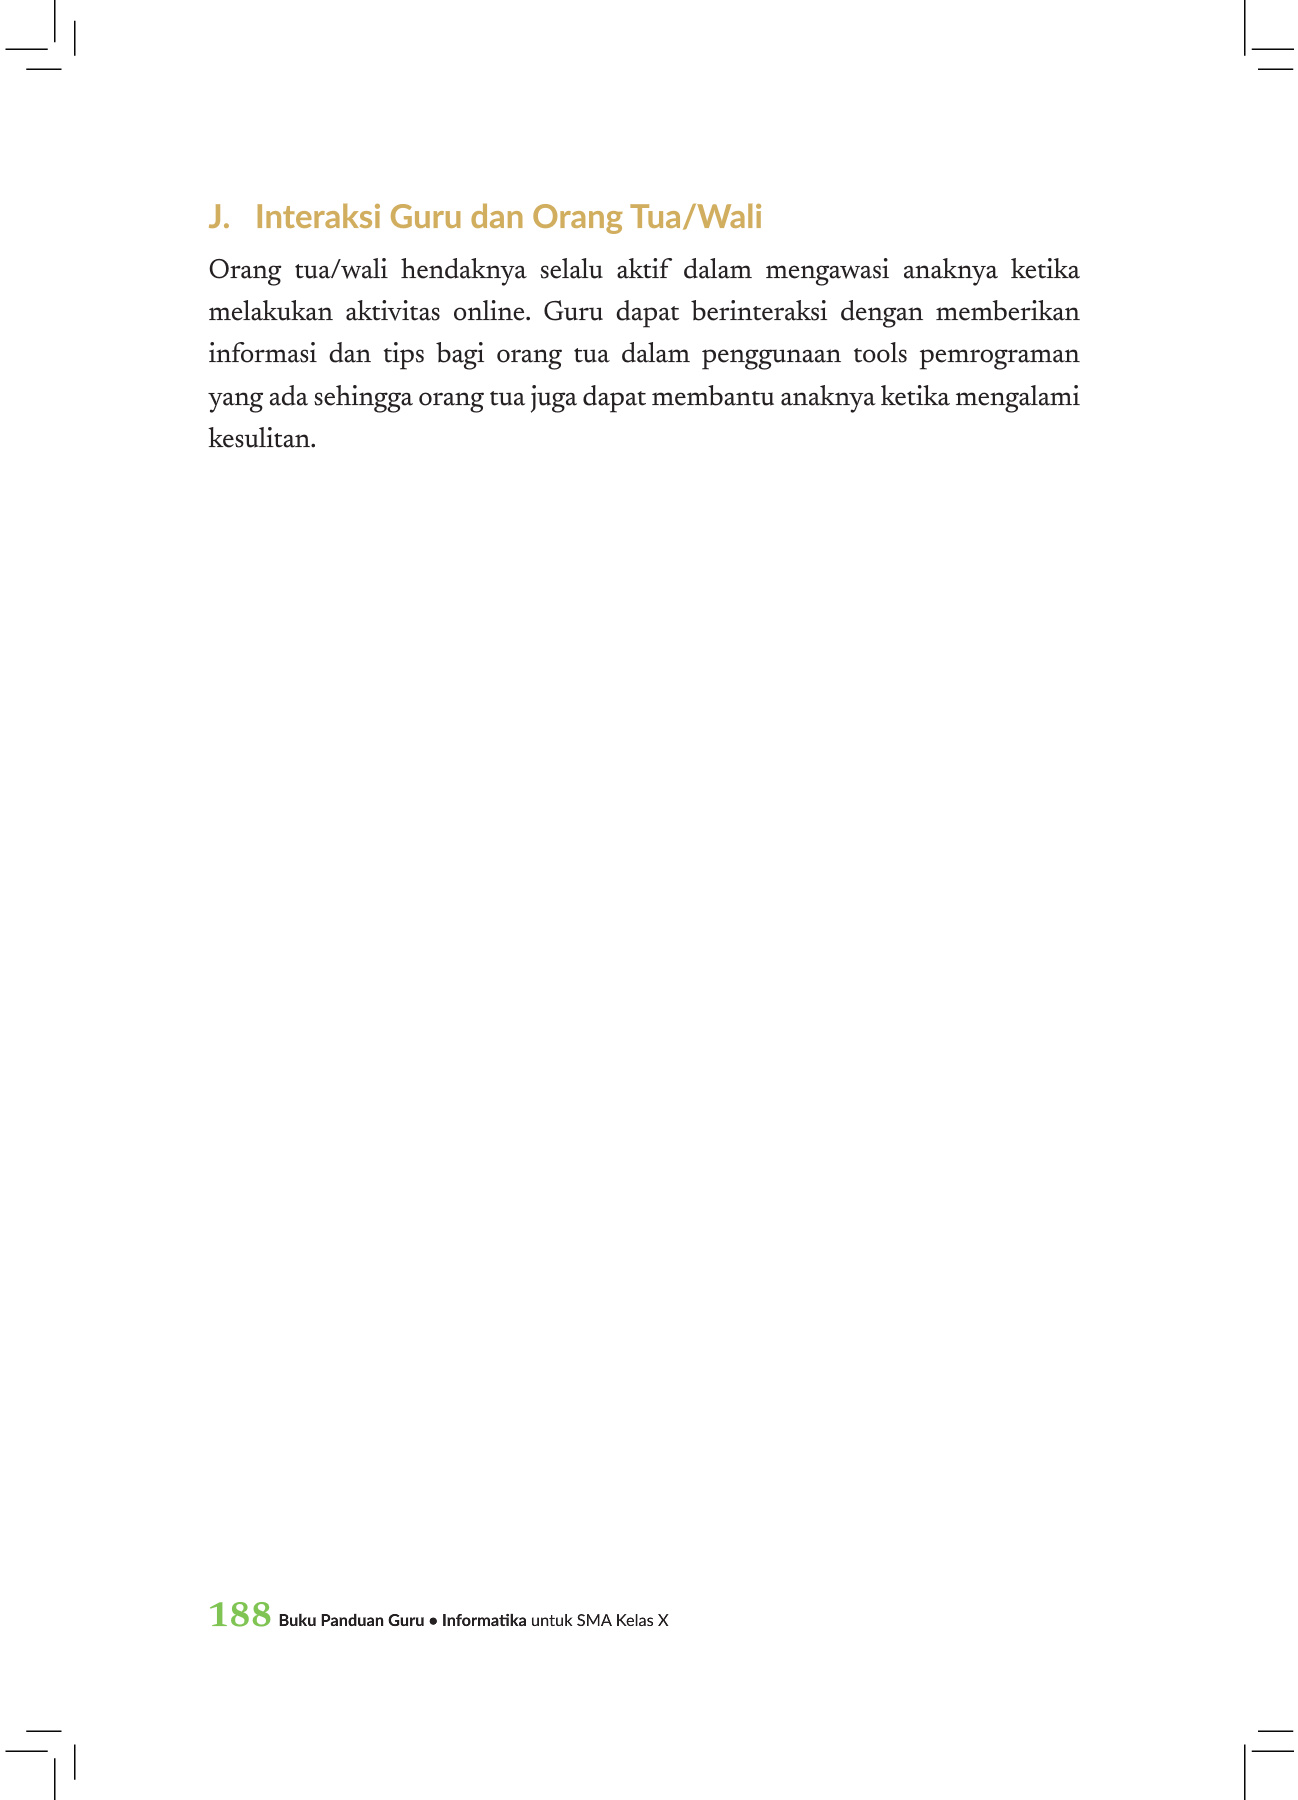 J. Interaksi Guru dan Orang Tua/Wali
Orang tua/wali hendaknya selalu aktif dalam mengawasi anaknya ketika
melakukan aktivitas online. Guru dapat berinteraksi dengan memberikan
informasi dan tips bagi orang tua dalam penggunaan tools pemrograman
yang ada sehingga orang tua juga dapat membantu anaknya ketika mengalami
kesulitan.
188 Buku Panduan Guru • Informatika untuk SMA Kelas X